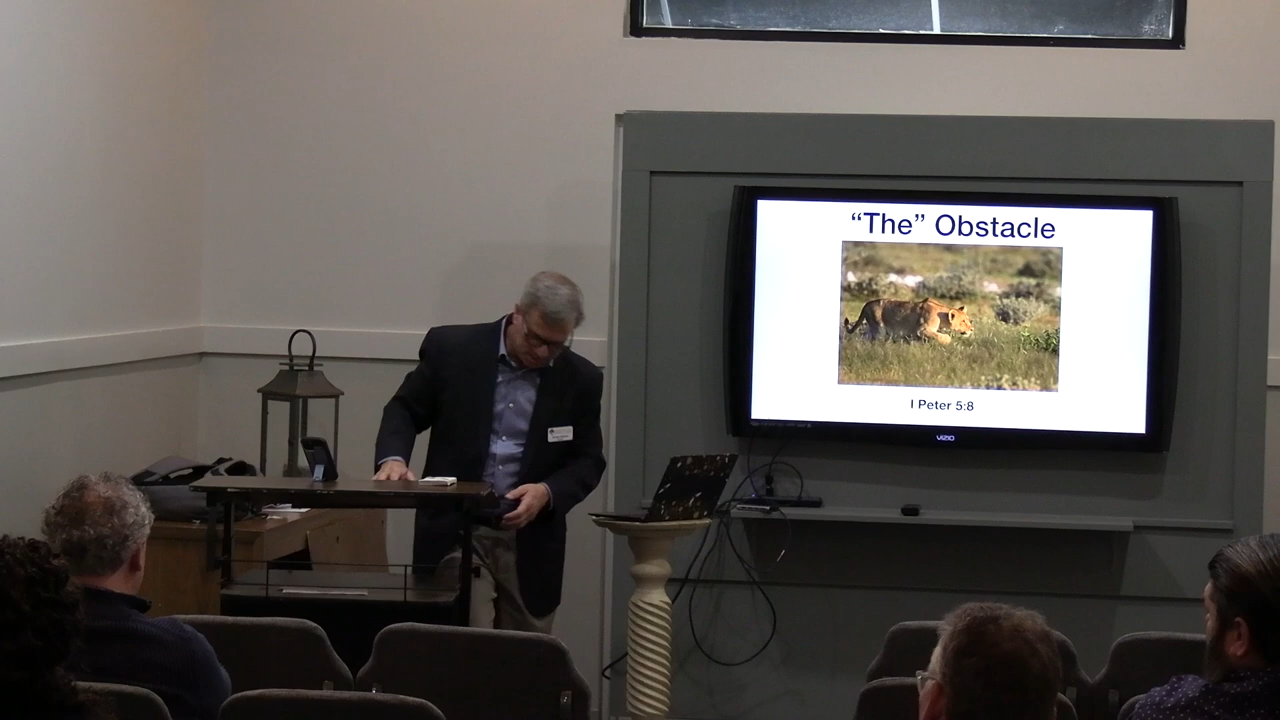 “The” Obstacle
I Peter 5:8
VIZIO